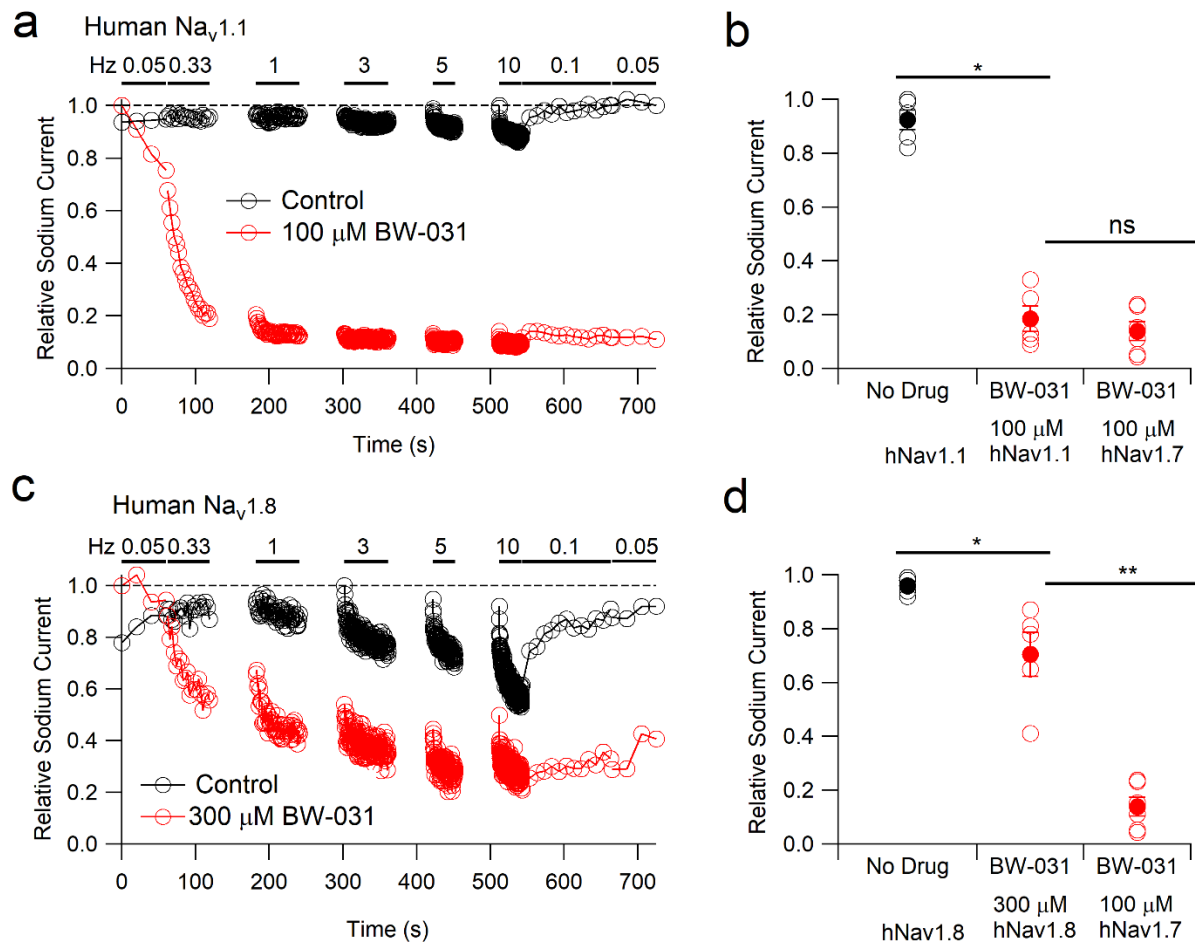 a
Human Nav1.1
Hz 0.05 0.33 1 3 5 10 0.1 0.05
1.0
0.8
0.6
0.4
0.2
0.0
Relative Sodium Current
Control
100 μM BW-031
0 100 200 300 400 500 600 700
Time (s)
b
*
ns
1.0
0.8
0.6
0.4
0.2
0.0
Relative Sodium Current
No Drug BW-031 BW-031
100 μM 100 μM
hNav1.1 hNav1.1 hNav1.7
c
Human Nav1.8
Hz 0.05 0.33 1 3 5 10 0.1 0.05
1.0
0.8
0.6
0.4
0.2
0.0
Relative Sodium Current
Control
300 μM BW-031
0 100 200 300 400 500 600 700
Time (s)
d
*
**
1.0
0.8
0.6
0.4
0.2
0.0
Relative Sodium Current
No Drug BW-031 BW-031
300 μM 100 μM
hNav1.8 hNav1.8 hNav1.7